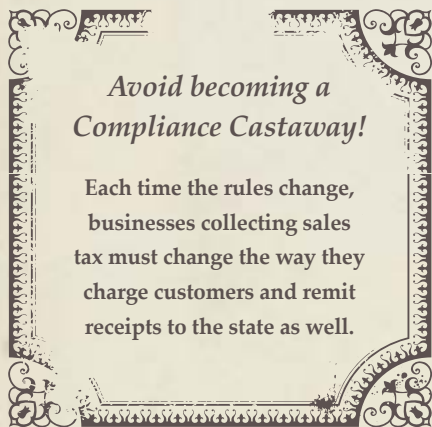 Avoid becoming a
Compliance Castaway!
Each time the rules change,
businesses collecting sales
tax must change the way they
charge customers and remit
receipts to the state as well.